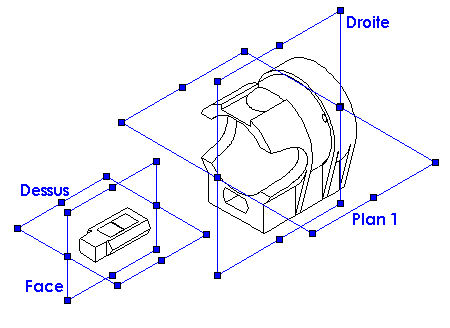 Droite
Dessus
Plan 1
Face